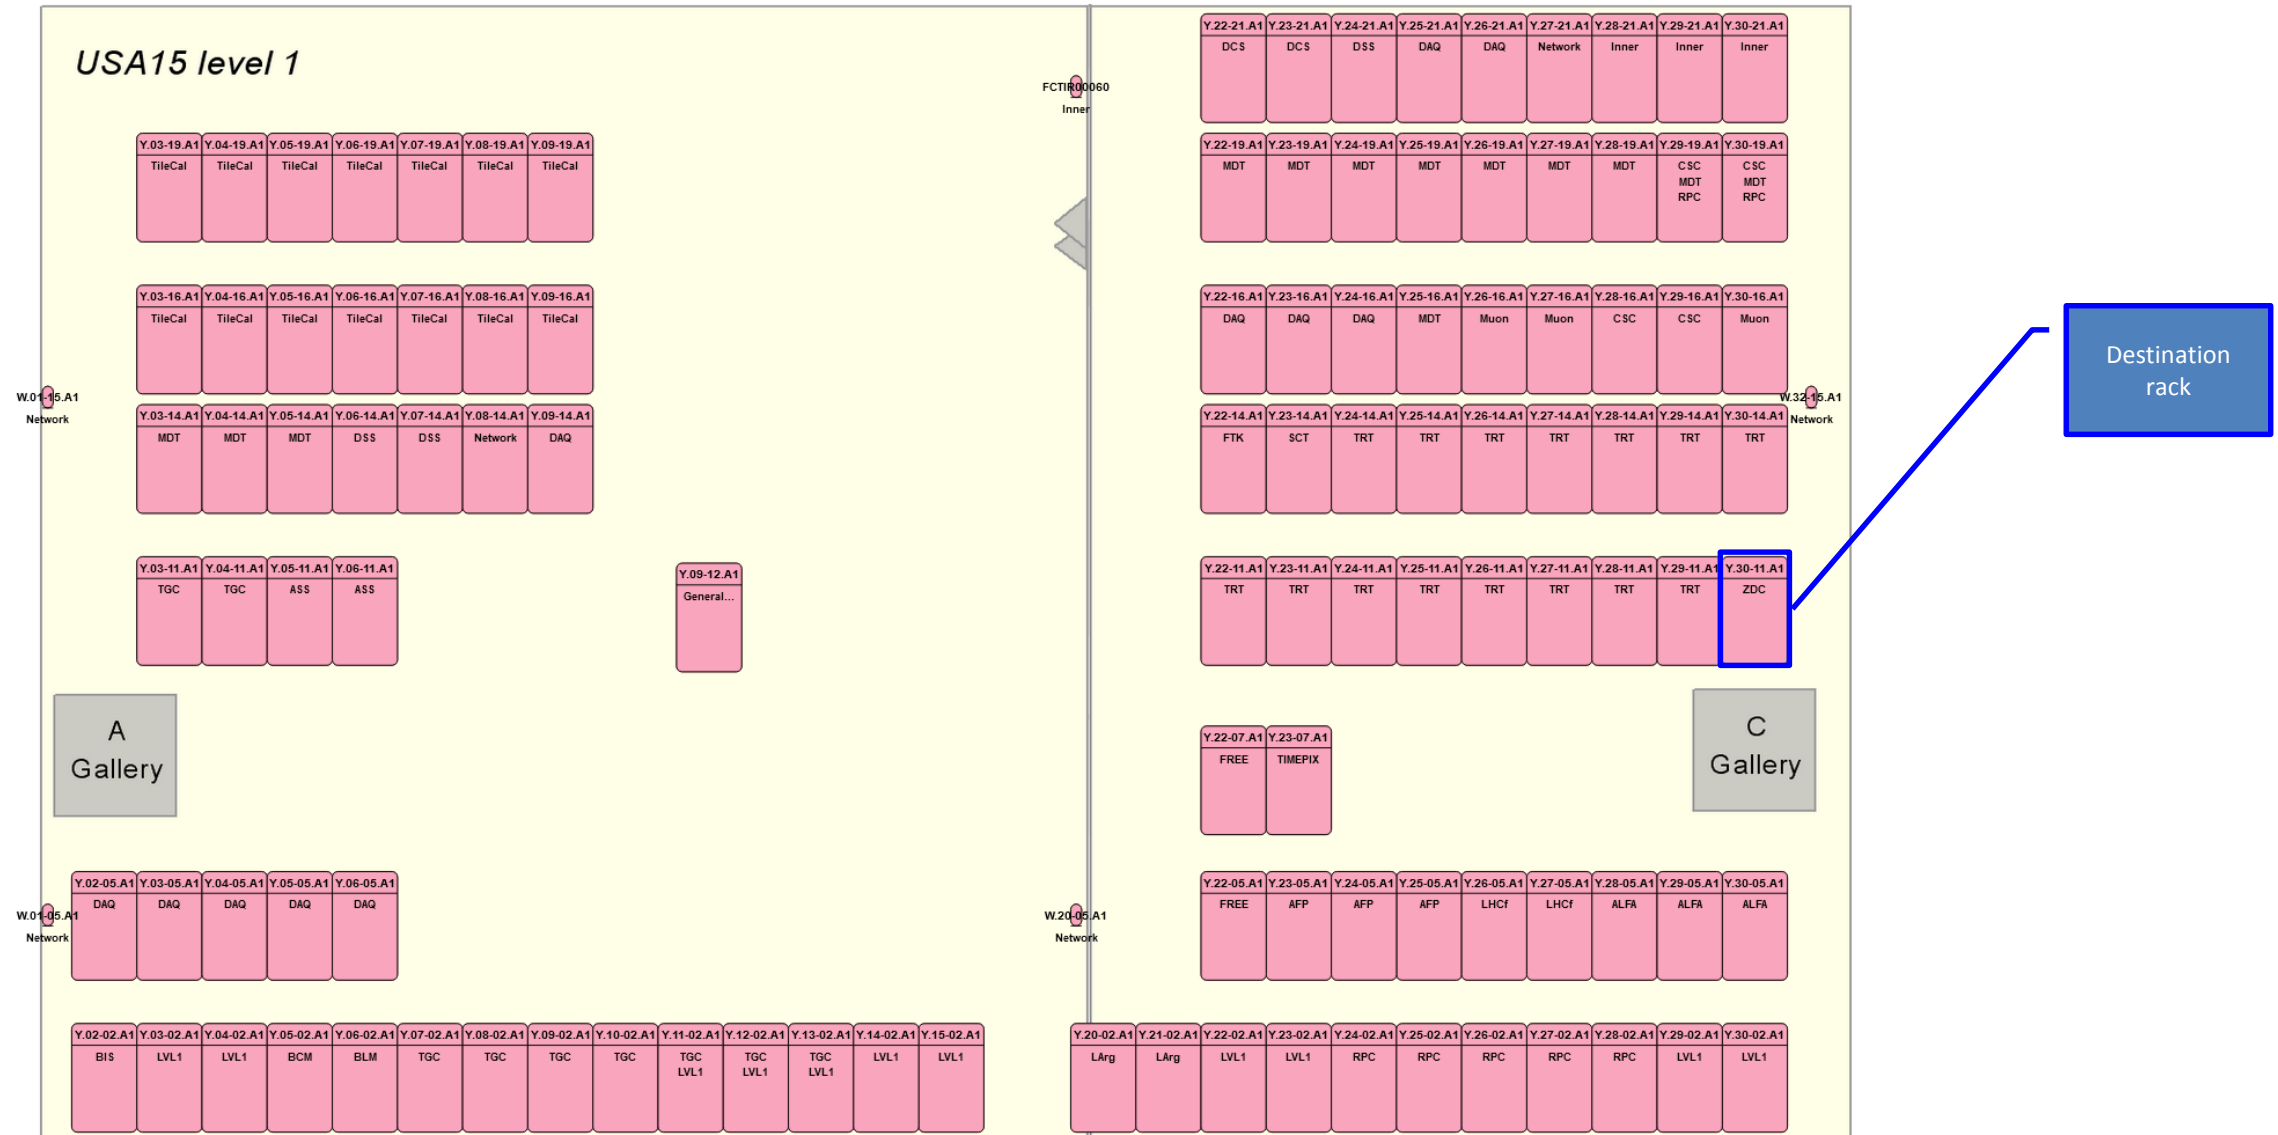 USA15 level 1
Y.22-21.A1 Y.23-21.A1 Y.24-21.A1 Y.25-21.A1 Y.26-21.A1 Y.27-21.A1 Y.28-21.A1 Y.29-21.A1 Y.30-21.A1
DCS DCS DSS DAQ DAQ Network Inner Inner Inner
FCTIR00060
Inner
Y.03-19.A1 Y.04-19.A1 Y.05-19.A1 Y.06-19.A1 Y.07-19.A1 Y.08-19.A1 Y.09-19.A1
TileCal TileCal TileCal TileCal TileCal TileCal TileCal
Y.22-19.A1 Y.23-19.A1 Y.24-19.A1 Y.25-19.A1 Y.26-19.A1 Y.27-19.A1 Y.28-19.A1 Y.29-19.A1 Y.30-19.A1
MDT MDT MDT MDT MDT MDT MDT CSC CSC
MDT MDT
RPC RPC
Y.03-16.A1 Y.04-16.A1 Y.05-16.A1 Y.06-16.A1 Y.07-16.A1 Y.08-16.A1 Y.09-16.A1
TileCal TileCal TileCal TileCal TileCal TileCal TileCal
Y.22-16.A1 Y.23-16.A1 Y.24-16.A1 Y.25-16.A1 Y.26-16.A1 Y.27-16.A1 Y.28-16.A1 Y.29-16.A1 Y.30-16.A1
DAQ DAQ DAQ MDT Muon Muon CSC CSC Muon
Destination
rack
W.01-15.A1
Network
W.32-15.A1
Network
Y.03-14.A1 Y.04-14.A1 Y.05-14.A1 Y.06-14.A1 Y.07-14.A1 Y.08-14.A1 Y.09-14.A1
MDT MDT MDT DSS DSS Network DAQ
Y.22-14.A1 Y.23-14.A1 Y.24-14.A1 Y.25-14.A1 Y.26-14.A1 Y.27-14.A1 Y.28-14.A1 Y.29-14.A1 Y.30-14.A1
FTK SCT TRT TRT TRT TRT TRT TRT TRT
Y.03-11.A1 Y.04-11.A1 Y.05-11.A1 Y.06-11.A1
TGC TGC ASS ASS
Y.09-12.A1
General...
Y.22-11.A1 Y.23-11.A1 Y.24-11.A1 Y.25-11.A1 Y.26-11.A1 Y.27-11.A1 Y.28-11.A1 Y.29-11.A1 Y.30-11.A1
TRT TRT TRT TRT TRT TRT TRT TRT ZDC
A
Gallery
Y.22-07.A1 Y.23-07.A1
FREE TIMEPIX
C
Gallery
Y.02-05.A1 Y.03-05.A1 Y.04-05.A1 Y.05-05.A1 Y.06-05.A1
DAQ DAQ DAQ DAQ DAQ
W.01-05.A1
Network
W.20-05.A1
Network
Y.22-05.A1 Y.23-05.A1 Y.24-05.A1 Y.25-05.A1 Y.26-05.A1 Y.27-05.A1 Y.28-05.A1 Y.29-05.A1 Y.30-05.A1
FREE AFP AFP AFP LHCf LHCf ALFA ALFA ALFA
Y.02-02.A1 Y.03-02.A1 Y.04-02.A1 Y.05-02.A1 Y.06-02.A1 Y.07-02.A1 Y.08-02.A1 Y.09-02.A1 Y.10-02.A1 Y.11-02.A1 Y.12-02.A1 Y.13-02.A1 Y.14-02.A1 Y.15-02.A1
BIS LVL1 LVL1 BCM BLM TGC TGC TGC TGC TGC TGC TGC LVL1 LVL1
LVL1 LVL1 LVL1
Y.20-02.A1 Y.21-02.A1 Y.22-02.A1 Y.23-02.A1 Y.24-02.A1 Y.25-02.A1 Y.26-02.A1 Y.27-02.A1 Y.28-02.A1 Y.29-02.A1 Y.30-02.A1
LArg LArg LVL1 LVL1 RPC RPC RPC RPC RPC LVL1 LVL1